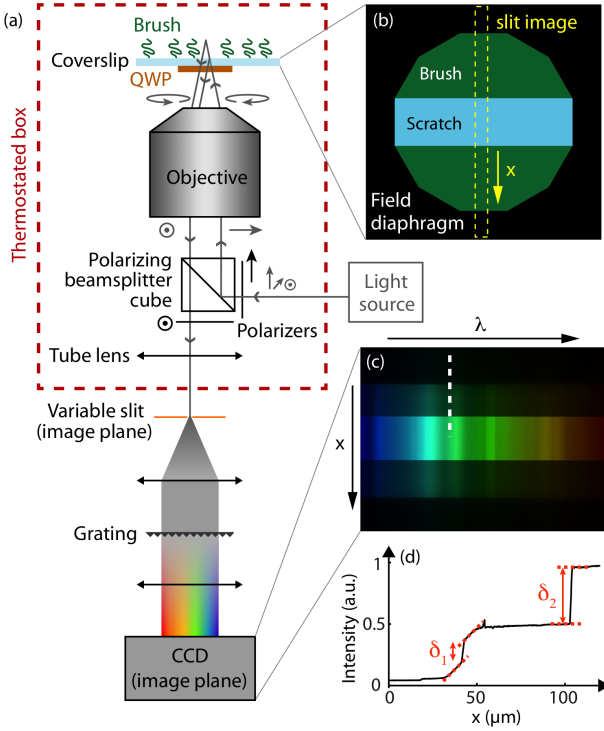 (a)
Brush
Coverslip
QWP
Thermostated box
Objective
Polarizing
beamsplitter
cube
Light
source
Polarizers
Tube lens
Variable slit
(image plane)
Grating
CCD
(image plane)
(b)
slit image
Brush
Scratch
x
Field
diaphragm
λ
(c)
x
(d)
Intensity (a.u.)
1
0.5
0
δ1
δ2
0
50
100
x (μm)